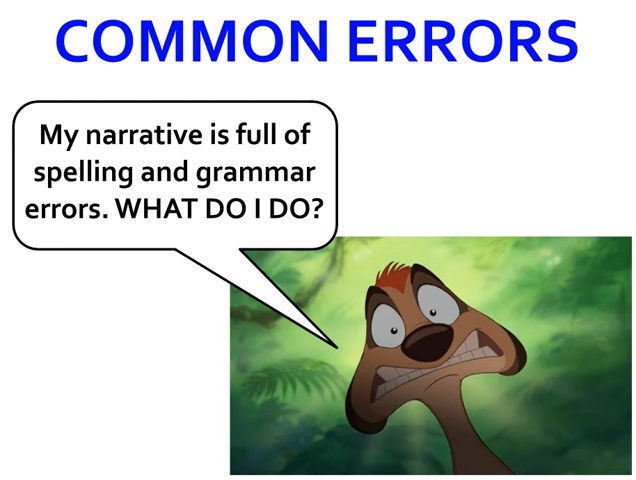 COMMON ERRORS
My narrative is full of
spelling and grammar
errors. WHAT DO I DO?